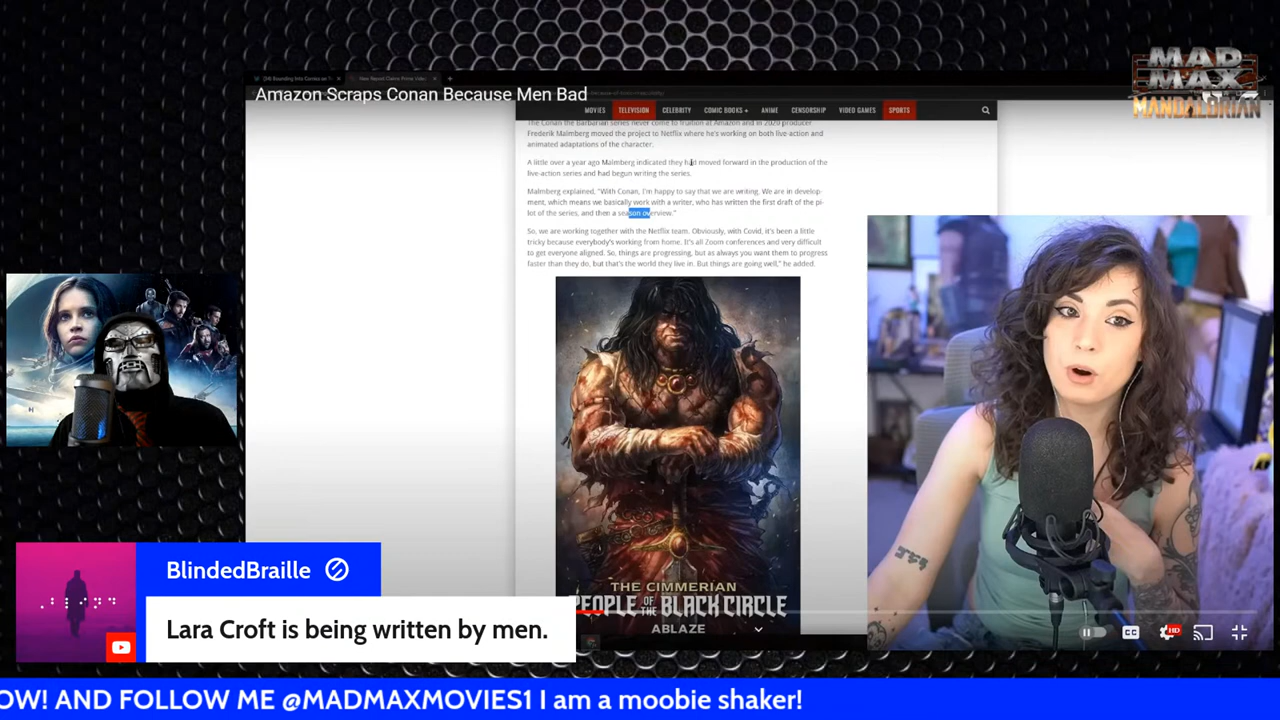 MAD
MAX
MANDALORIAN
Amazon Scraps Conan Because Men Bad
MOVIES TELEVISION CELEBRITY COMIC BOOKS ANIME CENSORSHIP VIDEO GAMES SPORTS
The Conan the Barbarian series never came to fruition at Amazon and in 2020 producer
Frederik Malmberg moved the project to Netflix where he's working on both live-action and
animated adaptations of the character.
A little over a year ago Malmberg indicated they had moved forward in the production of the
live-action series and had begun writing the series.
Malmberg explained, "With Conan, I'm happy to say that we are writing. We are in develop-
ment, which means we basically work with a writer, who has written the first draft of the pi-
lot of the series, and then a season overview."
So, we are working together with the Netflix team. Obviously, with Covid, it's been a little
tricky because everybody's working from home. It's all Zoom conferences and very difficult
to get everyone aligned. So, things are progressing, but as always you want them to progress
faster than they do, but that's the world they live in. But things are going well," he added.
THE CIMMERIAN
PEOPLE OF THE BLACK CIRCLE
ABLAZE
CC
HD
BlindedBraille
Lara Croft is being written by men.
OW! AND FOLLOW ME @MADMAXMOVIES1 I am a moobie shaker!